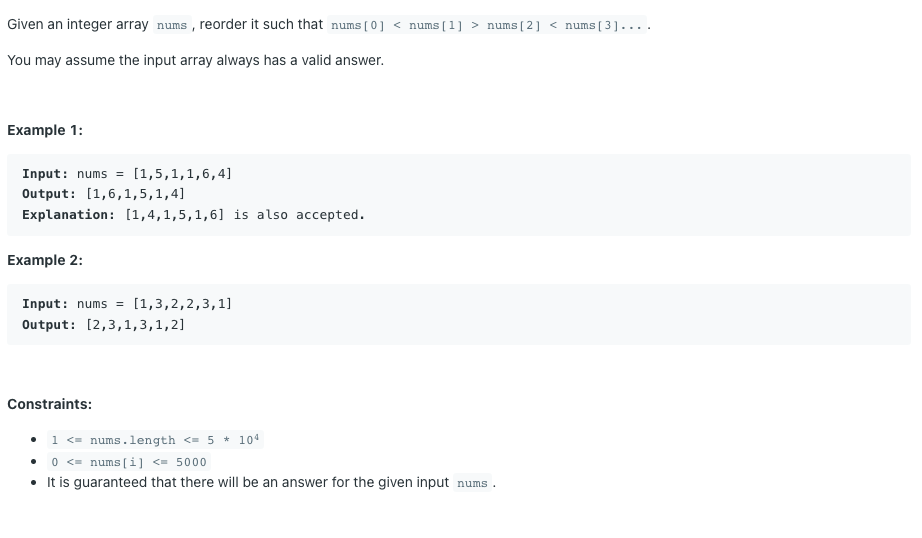 Given an integer array nums , reorder it such that nums[0] < nums[1] > nums[2] < nums[3]... .
You may assume the input array always has a valid answer.
Example 1:
Input: nums = [1,5,1,1,6,4]
Output: [1,6,1,5,1,4]
Explanation: [1,4,1,5,1,6] is also accepted.
Example 2:
Input: nums = [1,3,2,2,3,1]
Output: [2,3,1,3,1,2]
Constraints:
• 1 <= nums.length <= 5 * 10⁴
• 0 <= nums[i] <= 5000
• It is guaranteed that there will be an answer for the given input nums .